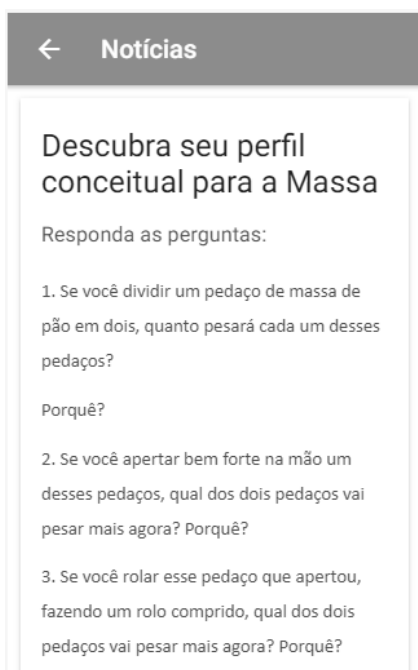 Notícias
Descubra seu perfil
conceitual para a Massa
Responda as perguntas:
1. Se você dividir um pedaço de massa de
pão em dois, quanto pesará cada um desses
pedaços?
Porquê?
2. Se você apertar bem forte na mão um
desses pedaços, qual dos dois pedaços vai
pesar mais agora? Porquê?
3. Se você rolar esse pedaço que apertou,
fazendo um rolo comprido, qual dos dois
pedaços vai pesar mais agora? Porquê?